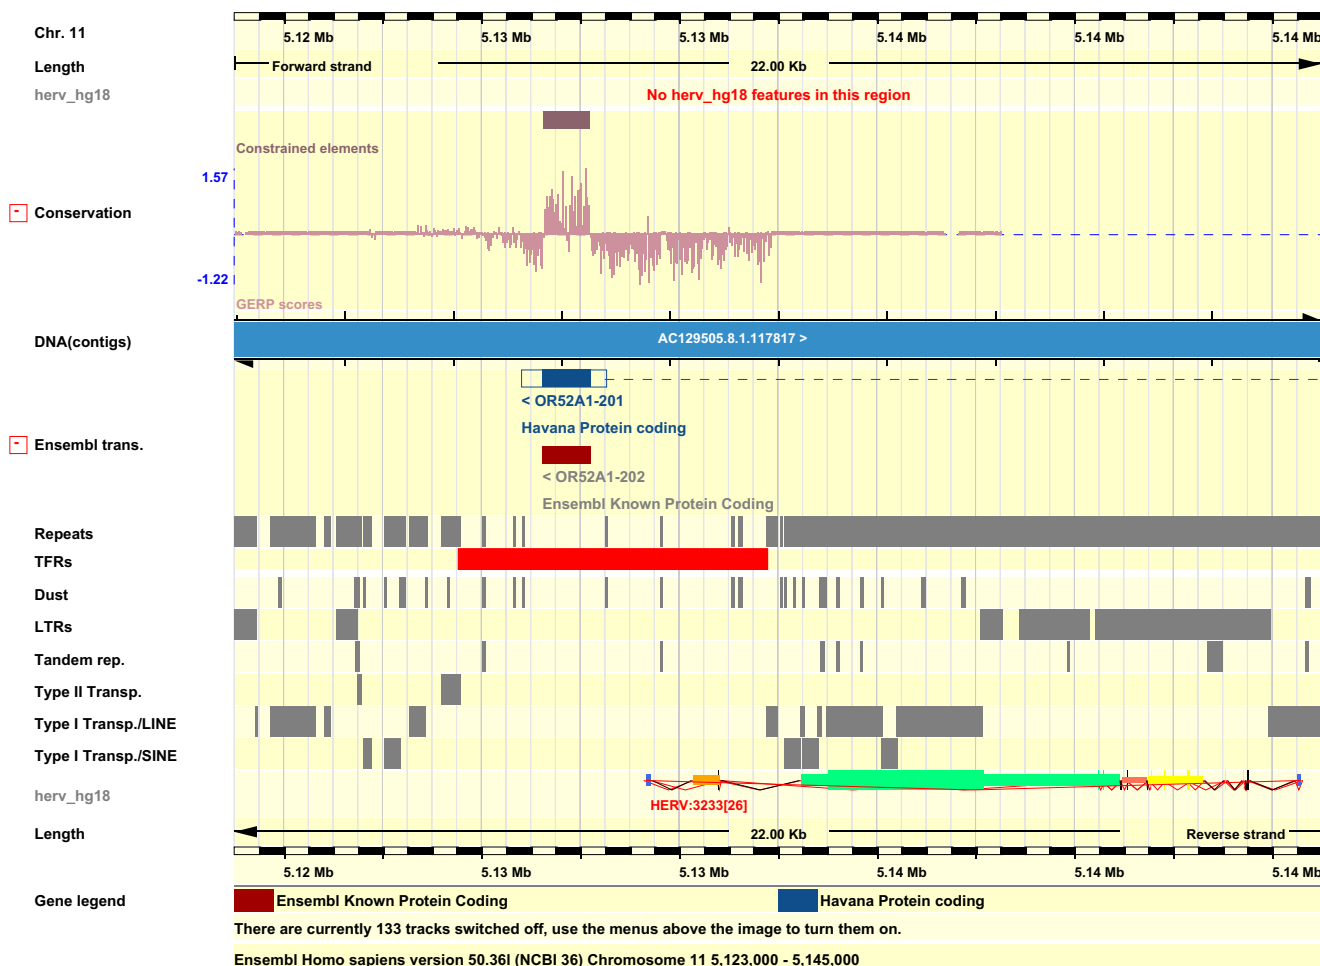 Chr. 11
5.12 Mb 5.13 Mb 5.13 Mb 5.14 Mb 5.14 Mb 5.14 Mb
Length Forward strand 22.00 Kb
herv_hg18 No herv_hg18 features in this region
Constrained elements
1.57
- Conservation
-1.22
GERP scores
DNA(contigs) AC129505.8.1.117817 >
< OR52A1-201
Havana Protein coding
- Ensembl trans.
< OR52A1-202
Ensembl Known Protein Coding
Repeats
TFRs
Dust
LTRs
Tandem rep.
Type II Transp.
Type I Transp./LINE
Type I Transp./SINE
herv_hg18
HERV:3233[26]
Length 22.00 Kb Reverse strand
5.12 Mb 5.13 Mb 5.13 Mb 5.14 Mb 5.14 Mb 5.14 Mb
Gene legend Ensembl Known Protein Coding Havana Protein coding
There are currently 133 tracks switched off, use the menus above the image to turn them on.
Ensembl Homo sapiens version 50.36l (NCBI 36) Chromosome 11 5,123,000 - 5,145,000